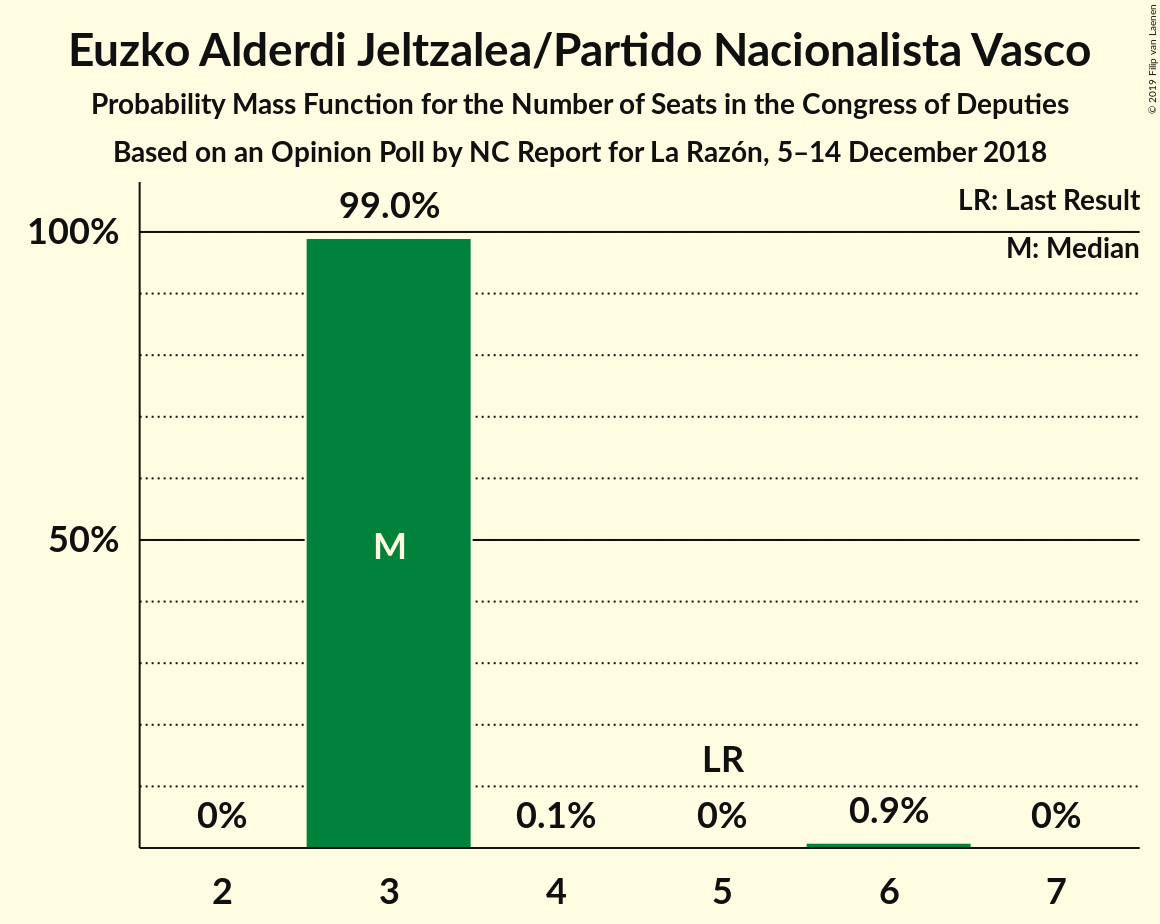 Euzko Alderdi Jeltzalea/Partido Nacionalista Vasco
Probability Mass Function for the Number of Seats in the Congress of Deputies
Based on an Opinion Poll by NC Report for La Razón, 5–14 December 2018
© 2019 Filip van Laenen
LR: Last Result
M: Median
100%
50%
99.0%
M
LR
0%
0.1%
0%
0.9%
0%
2
3
4
5
6
7